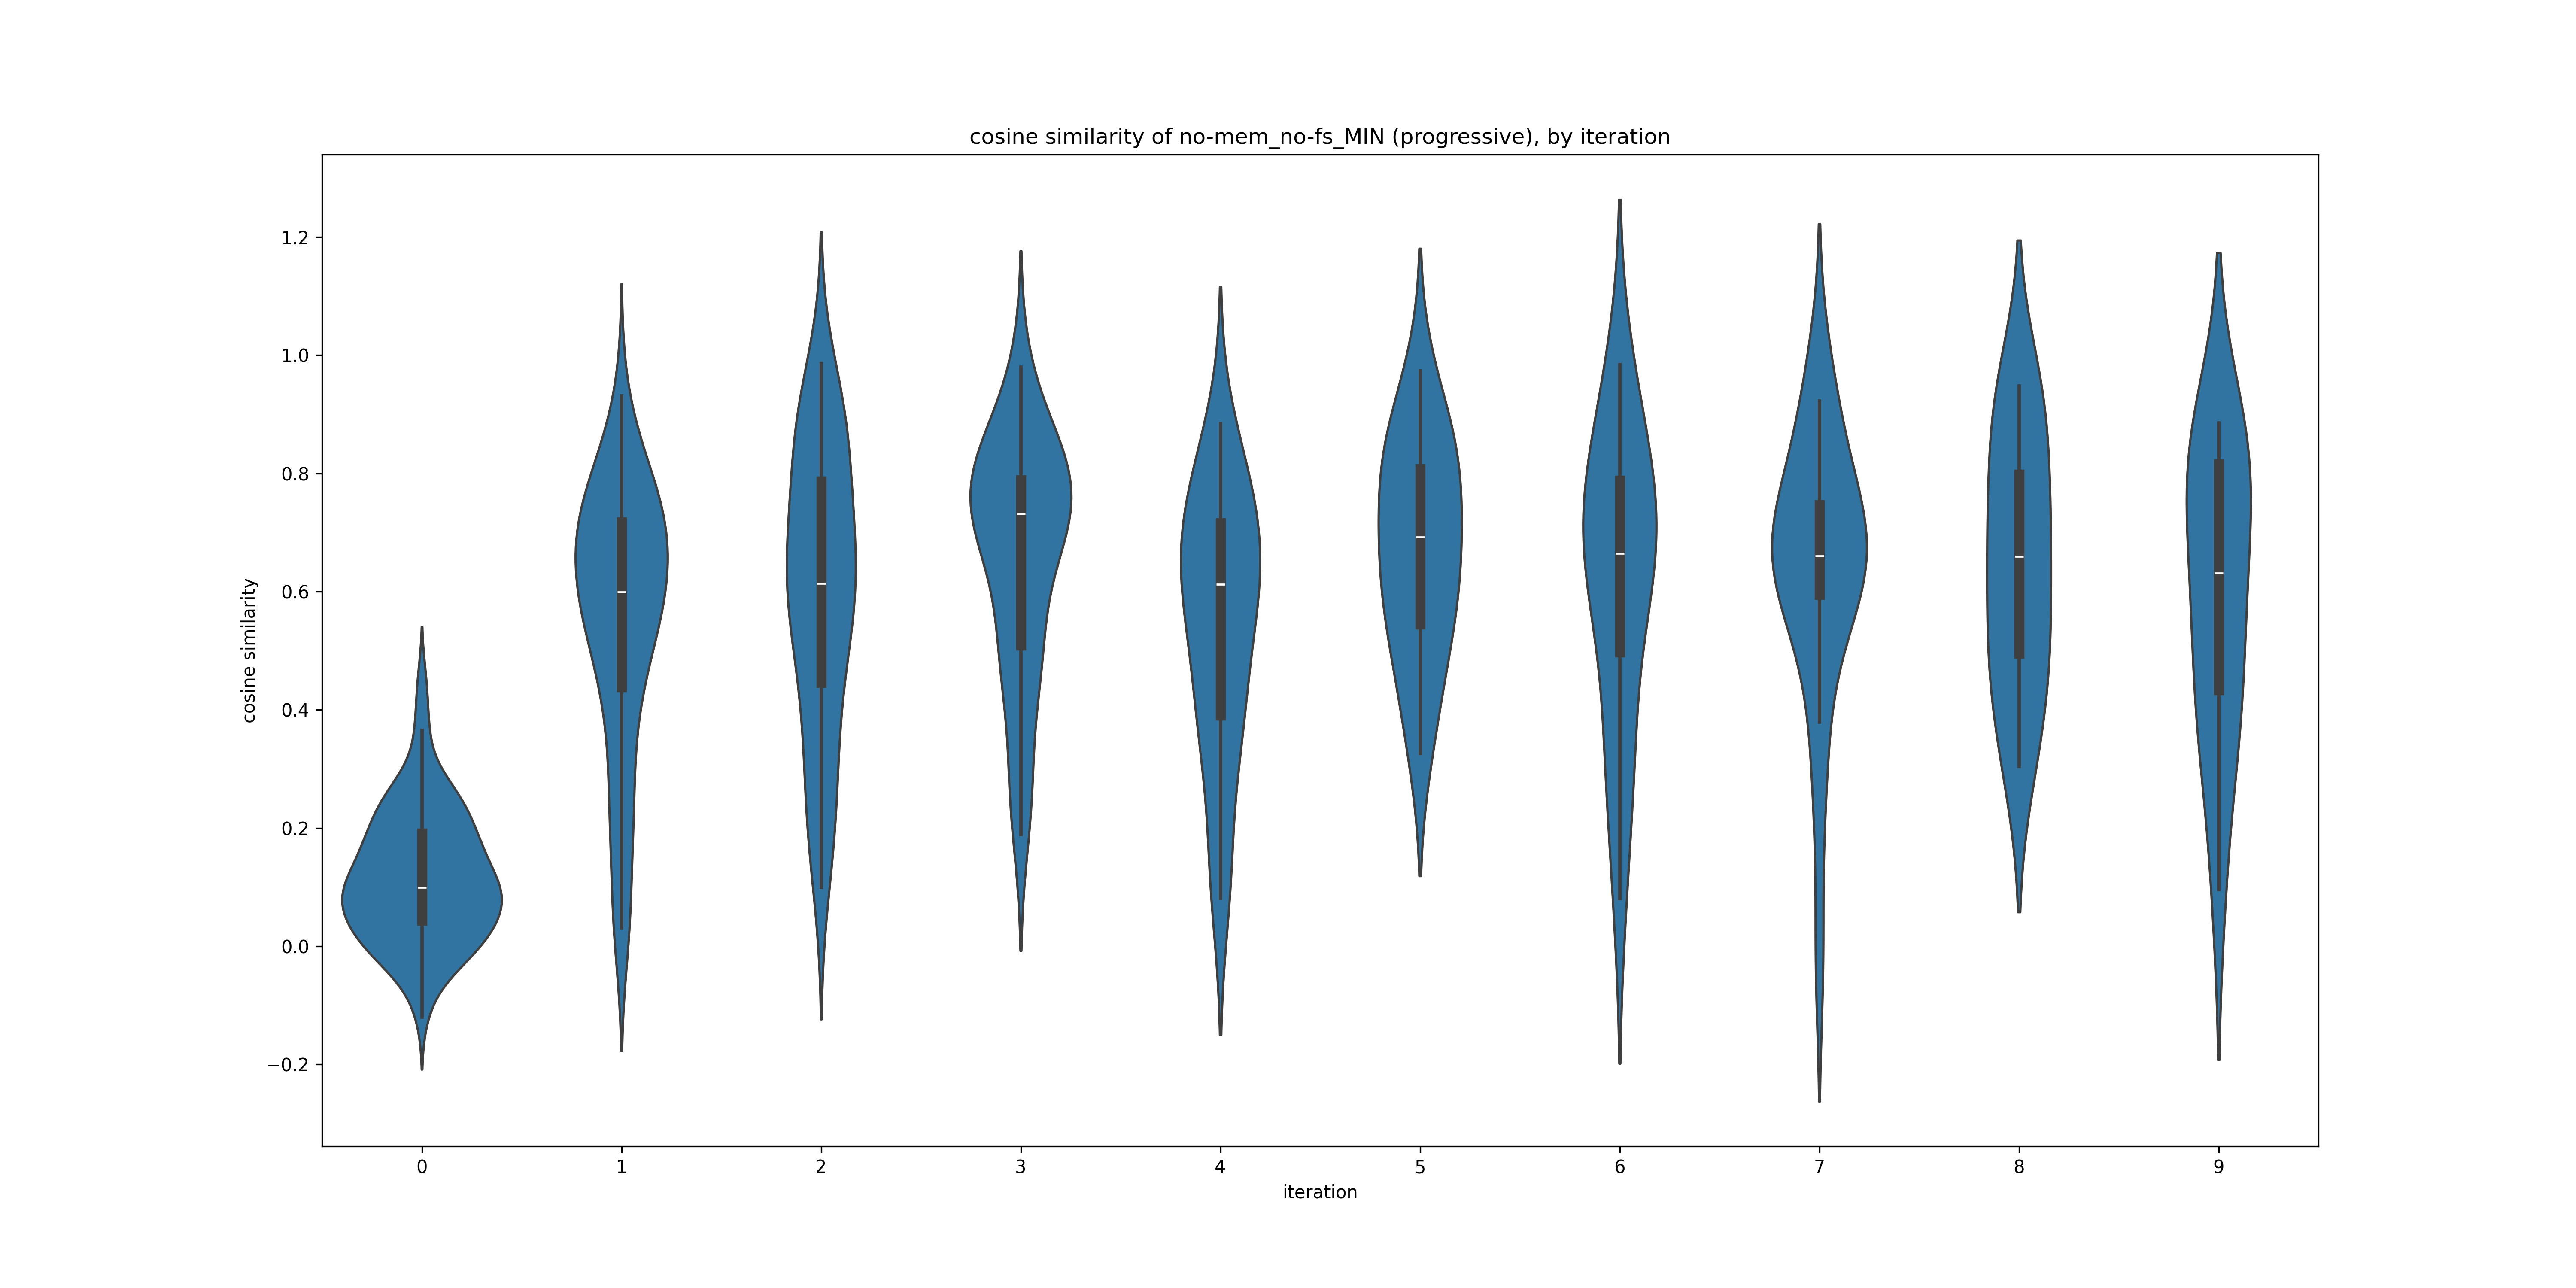 cosine similarity of no-mem_no-fs_MIN (progressive), by iteration
cosine similarity
1.2
1.0
0.8
0.6
0.4
0.2
0.0
−0.2
0 1 2 3 4 5 6 7 8 9
iteration